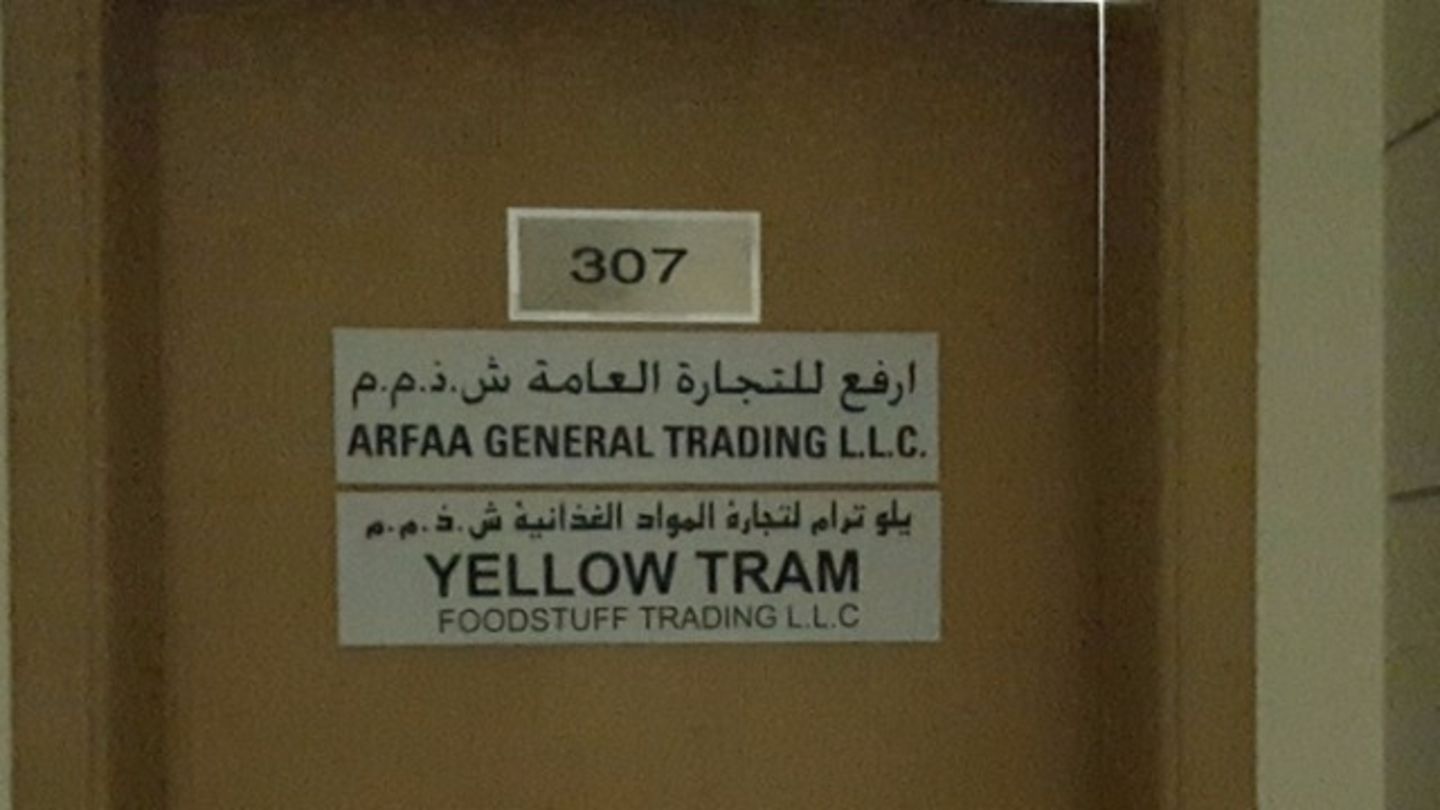 307
ارفع للتجارة العامة ش.ذ.م.م
ARFAA GENERAL TRADING L.L.C.
يلو ترام لتجارة المواد الغذائية ش.ذ.م.م
YELLOW TRAM
FOODSTUFF TRADING L.L.C